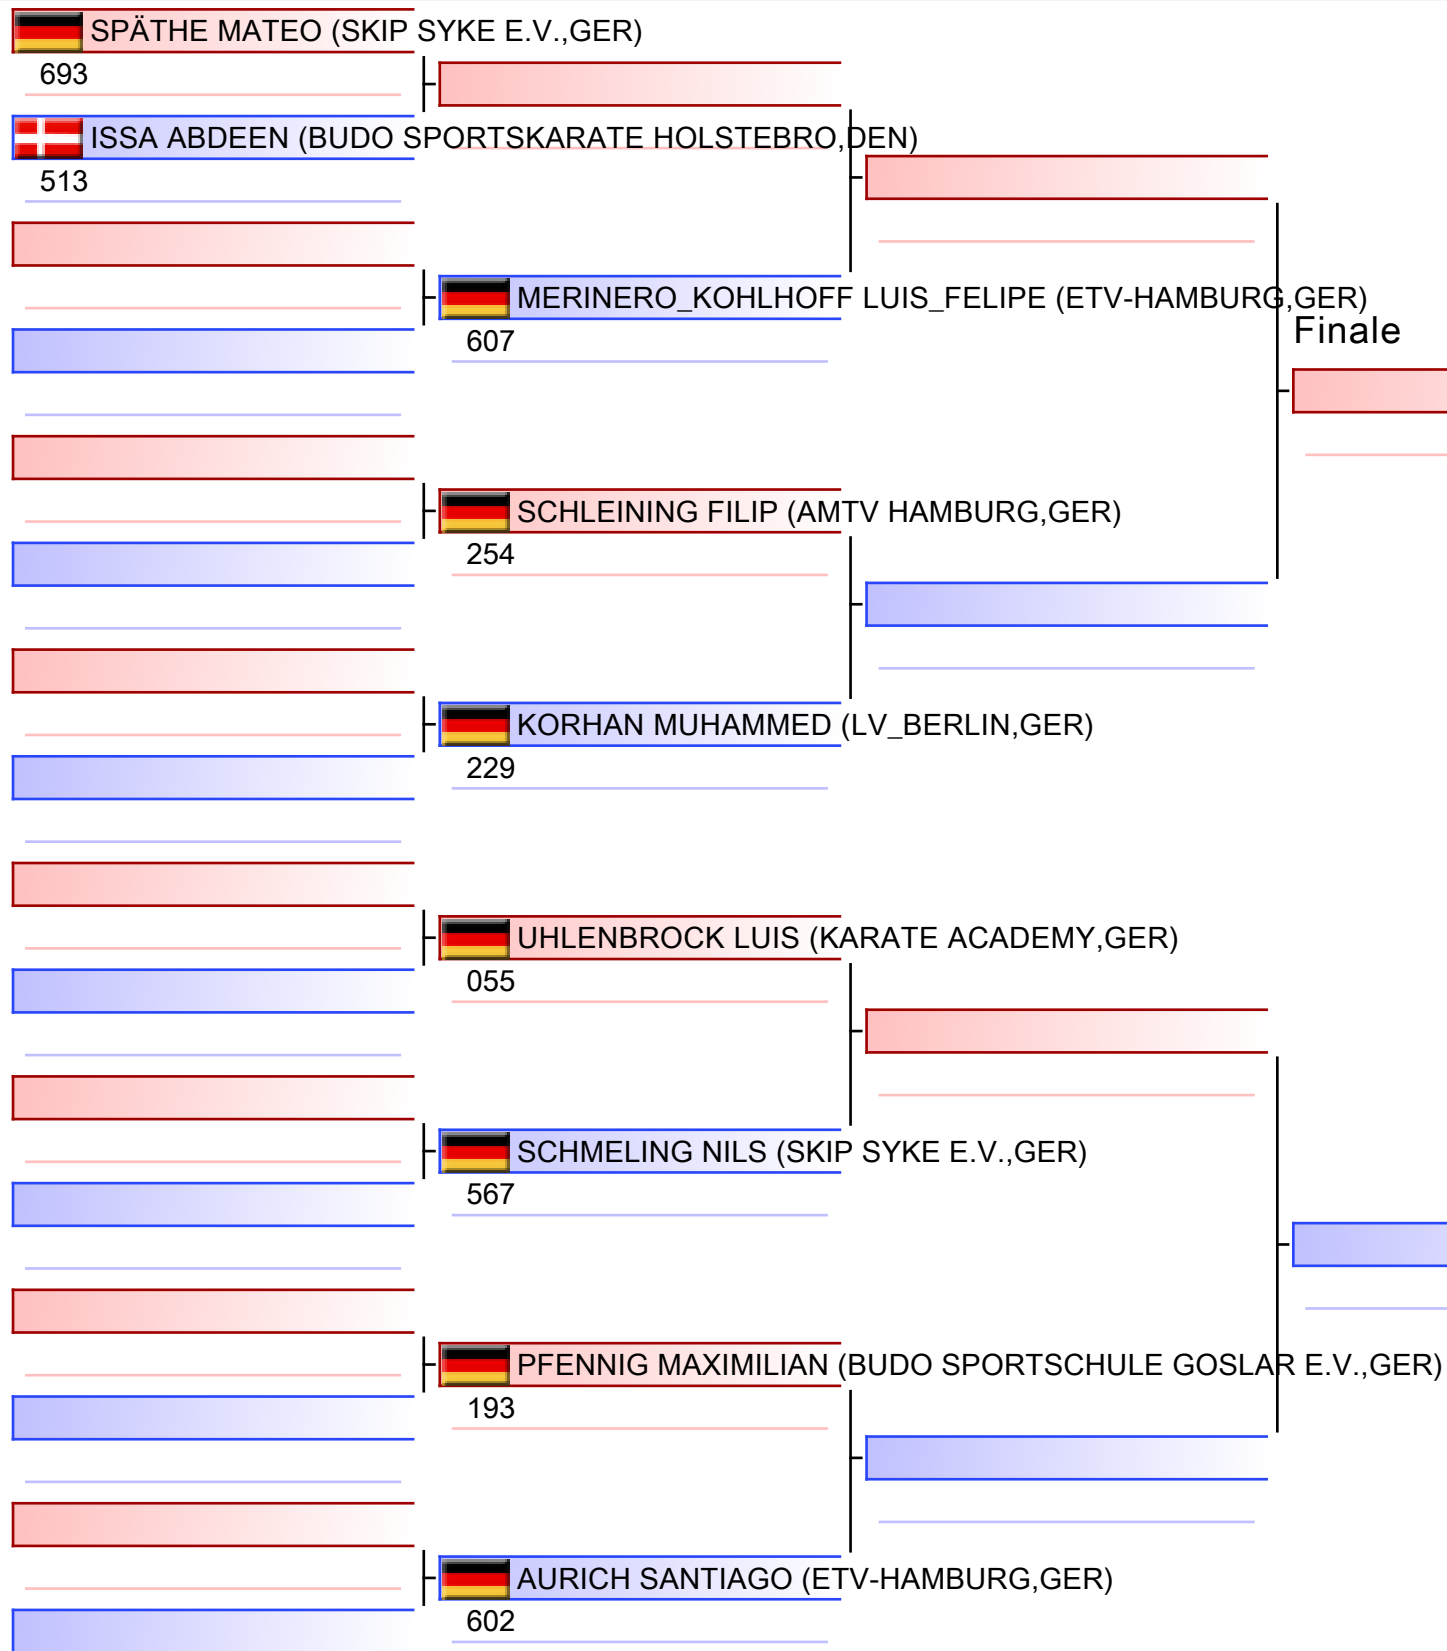 SPÄTHE MATEO (SKIP SYKE E.V.,GER)
693
ISSA ABDEEN (BUDO SPORTSKARATE HOLSTEBRO,DEN)
513
MERINERO_KOHLHOFF LUIS_FELIPE (ETV-HAMBURG,GER)
607
Finale
SCHLEINING FILIP (AMTV HAMBURG,GER)
254
KORHAN MUHAMMED (LV_BERLIN,GER)
229
UHLENBROCK LUIS (KARATE ACADEMY,GER)
055
SCHMELING NILS (SKIP SYKE E.V.,GER)
567
PFENNIG MAXIMILIAN (BUDO SPORTSCHULE GOSLAR E.V.,GER)
193
AURICH SANTIAGO (ETV-HAMBURG,GER)
602